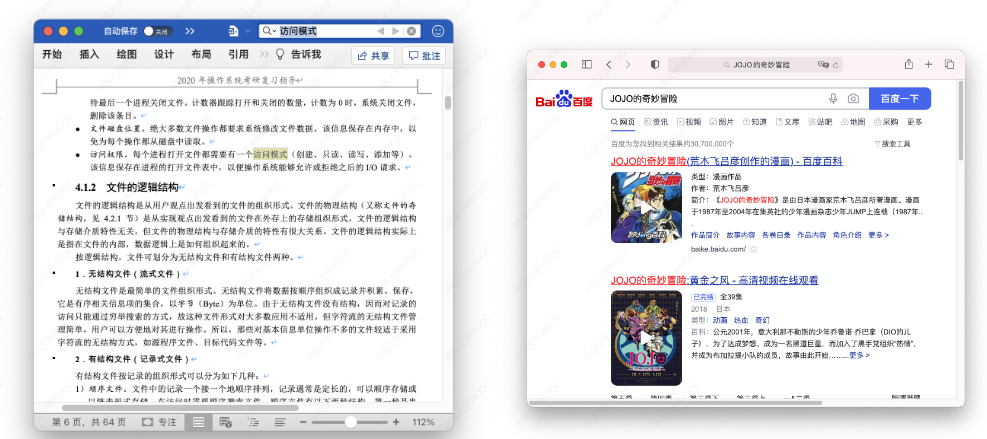 自动保存 关闭
访问模式
开始 插入 绘图 设计 布局 引用 告诉我 共享 批注
2020 年操作系统考研复习指导
待最后一个进程关闭文件。计数器跟踪打开和关闭的数量，计数为 0 时，系统关闭文件，
删除该条目。
● 文件磁盘位置。绝大多数文件操作都要求系统修改文件数据。该信息保存在内存中，以
免为每个操作都从磁盘中读取。
● 访问权限。每个进程打开文件都需要有一个访问模式（创建、只读、读写、添加等）。
该信息保存在进程的打开文件表中，以便操作系统能够允许或拒绝之后的 I/O 请求。
4.1.2 文件的逻辑结构
文件的逻辑结构是从用户观点出发看到的文件的组织形式。文件的物理结构（又称文件的存
储结构，见 4.2.1 节）是从实现观点出发看到的文件在外存上的存储组织形式。文件的逻辑结构
与存储介质特性无关，但文件的物理结构与存储介质的特性有很大关系。文件的逻辑结构实际上
是指在文件的内部，数据逻辑上是如何组织起来的。
按逻辑结构，文件可划分为无结构文件和有结构文件两种。
1．无结构文件（流式文件）
无结构文件是最简单的文件组织形式。无结构文件将数据按顺序组织成记录并积累、保存，
它是有序相关信息项的集合，以字节（Byte）为单位。由于无结构文件没有结构，因而对记录的
访问只能通过穷举搜索的方式，故这种文件形式对大多数应用不适用。但字符流的无结构文件管
理简单，用户可以方便地对其进行操作。所以，那些对基本信息单位操作不多的文件较适于采用
字符流的无结构方式，如源程序文件、目标代码文件等。
2．有结构文件（记录式文件）
有结构文件按记录的组织形式可以分为如下几种：
1）顺序文件。文件中的记录一个接一个地顺序排列，记录通常是定长的，可以顺序存储或
第 6 页，共 64 页 专注 112%
JOJO的奇妙冒险
Baidu百度 JOJO的奇妙冒险 百度一下
网页 资讯 视频 图片 知道 文库 贴吧 地图 采购 更多
百度为您找到相关结果约30,700,000个 搜索工具
JOJO的奇妙冒险(荒木飞吕彦创作的漫画) - 百度百科
类型：漫画作品
作者：荒木飞吕彦
简介：《JOJO的奇妙冒险》是由日本漫画家荒木飞吕彦所著漫画。漫画
于1987年至2004年在集英社的少年漫画杂志少年JUMP上连载（1987年..
.
作品简介 故事内容 各卷目录 作品内容 角色介绍 更多 >
baike.baidu.com/
JOJO的奇妙冒险:黄金之风 - 高清视频在线观看
已完结 全39集
2018 日本
类型：动画 热血 奇幻
百科：公元2001年，意大利那不勒斯的少年乔鲁诺·乔巴拿（DIO的儿
子），为了达成梦想、成为一名黑道巨星，而加入了黑手党组织"热情"，
并成为布加拉提小队的成员，故事由此开始........更多 >